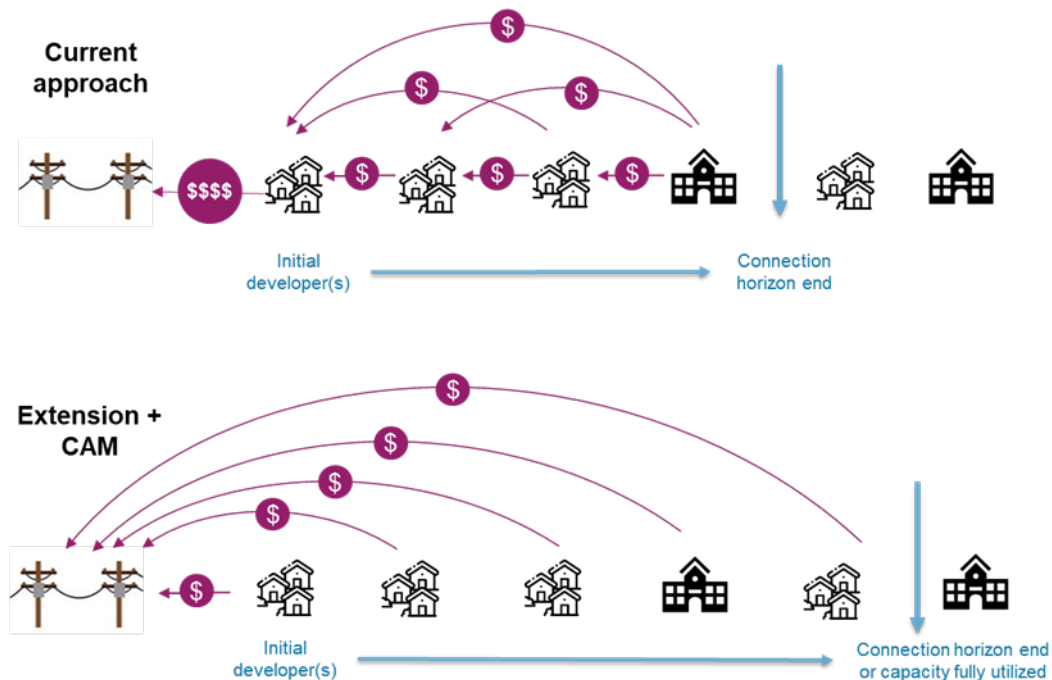 $
Current
approach
$
$
$$$$
$
$
$
Initial
developer(s)
Connection
horizon end
$
Extension +
CAM
$
$
$
$
Initial
developer(s)
Connection horizon end
or capacity fully utilized